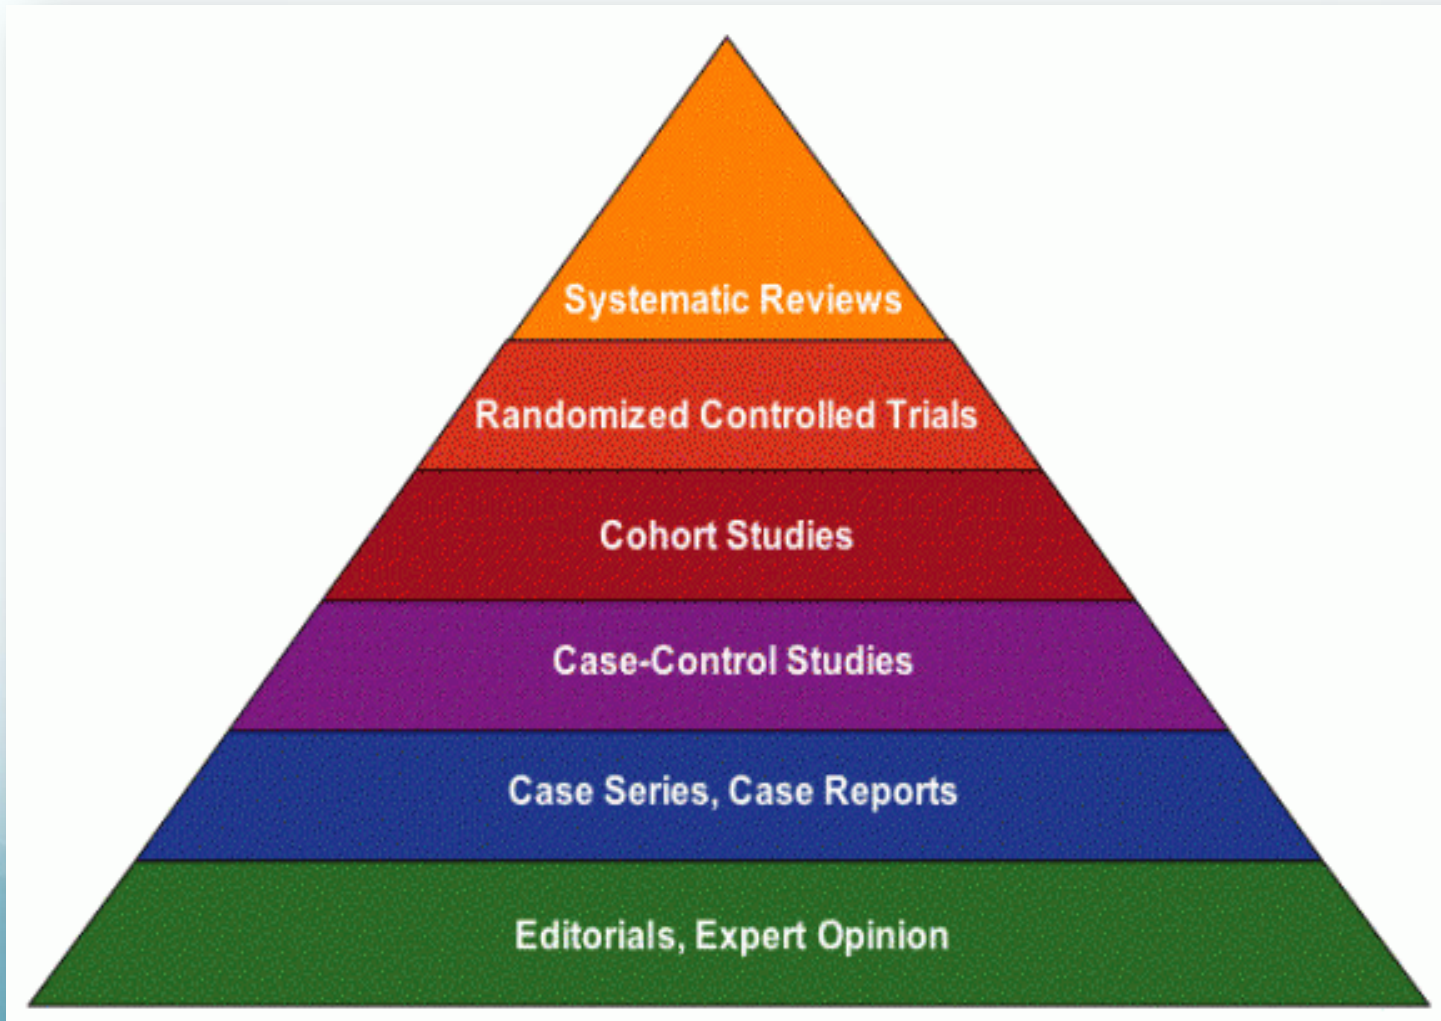 Systematic Reviews
Randomized Controlled Trials
Cohort Studies
Case-Control Studies
Case Series, Case Reports
Editorials, Expert Opinion